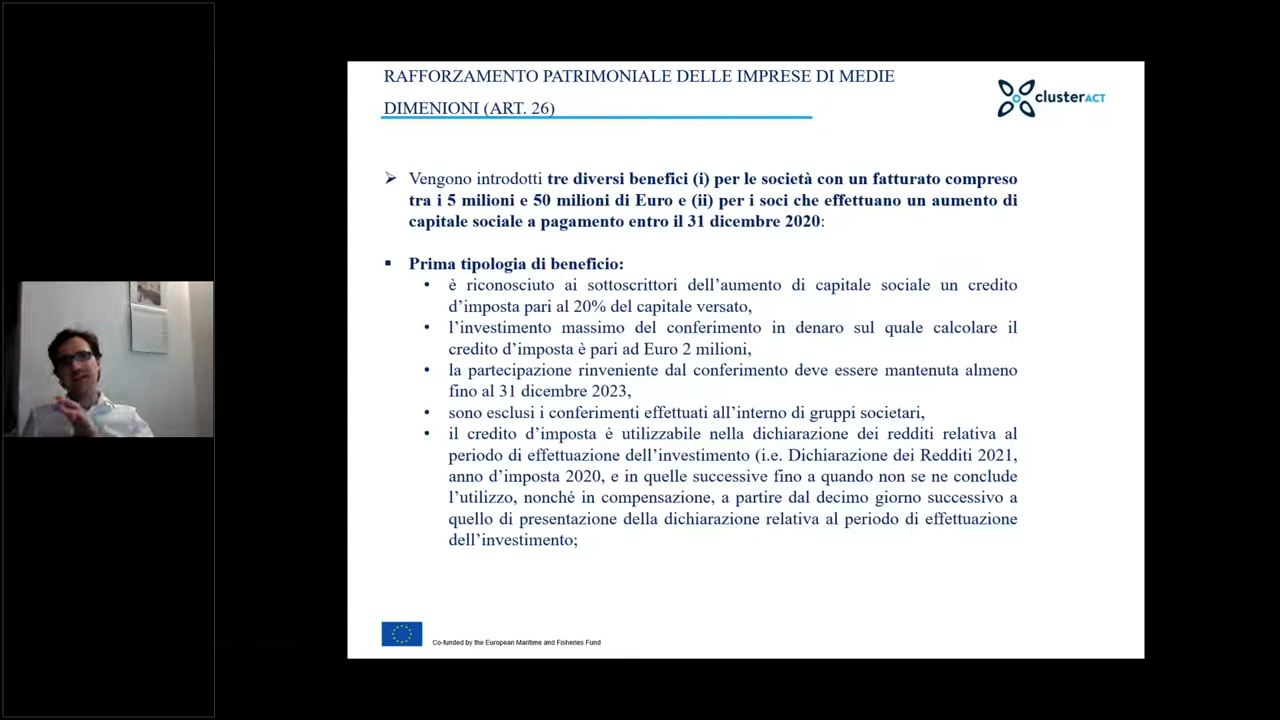 RAFFORZAMENTO PATRIMONIALE DELLE IMPRESE DI MEDIE
DIMENIONI (ART. 26)
clusterACT
➢ Vengono introdotti tre diversi benefici (i) per le società con un fatturato compreso
tra i 5 milioni e 50 milioni di Euro e (ii) per i soci che effettuano un aumento di
capitale sociale a pagamento entro il 31 dicembre 2020:
▪ Prima tipologia di beneficio:
• è riconosciuto ai sottoscrittori dell’aumento di capitale sociale un credito
d’imposta pari al 20% del capitale versato,
• l’investimento massimo del conferimento in denaro sul quale calcolare il
credito d’imposta è pari ad Euro 2 milioni,
• la partecipazione rinveniente dal conferimento deve essere mantenuta almeno
fino al 31 dicembre 2023,
• sono esclusi i conferimenti effettuati all’interno di gruppi societari,
• il credito d’imposta è utilizzabile nella dichiarazione dei redditi relativa al
periodo di effettuazione dell’investimento (i.e. Dichiarazione dei Redditi 2021,
anno d’imposta 2020, e in quelle successive fino a quando non se ne conclude
l’utilizzo, nonché in compensazione, a partire dal decimo giorno successivo a
quello di presentazione della dichiarazione relativa al periodo di effettuazione
dell’investimento;
Co-funded by the European Maritime and Fisheries Fund